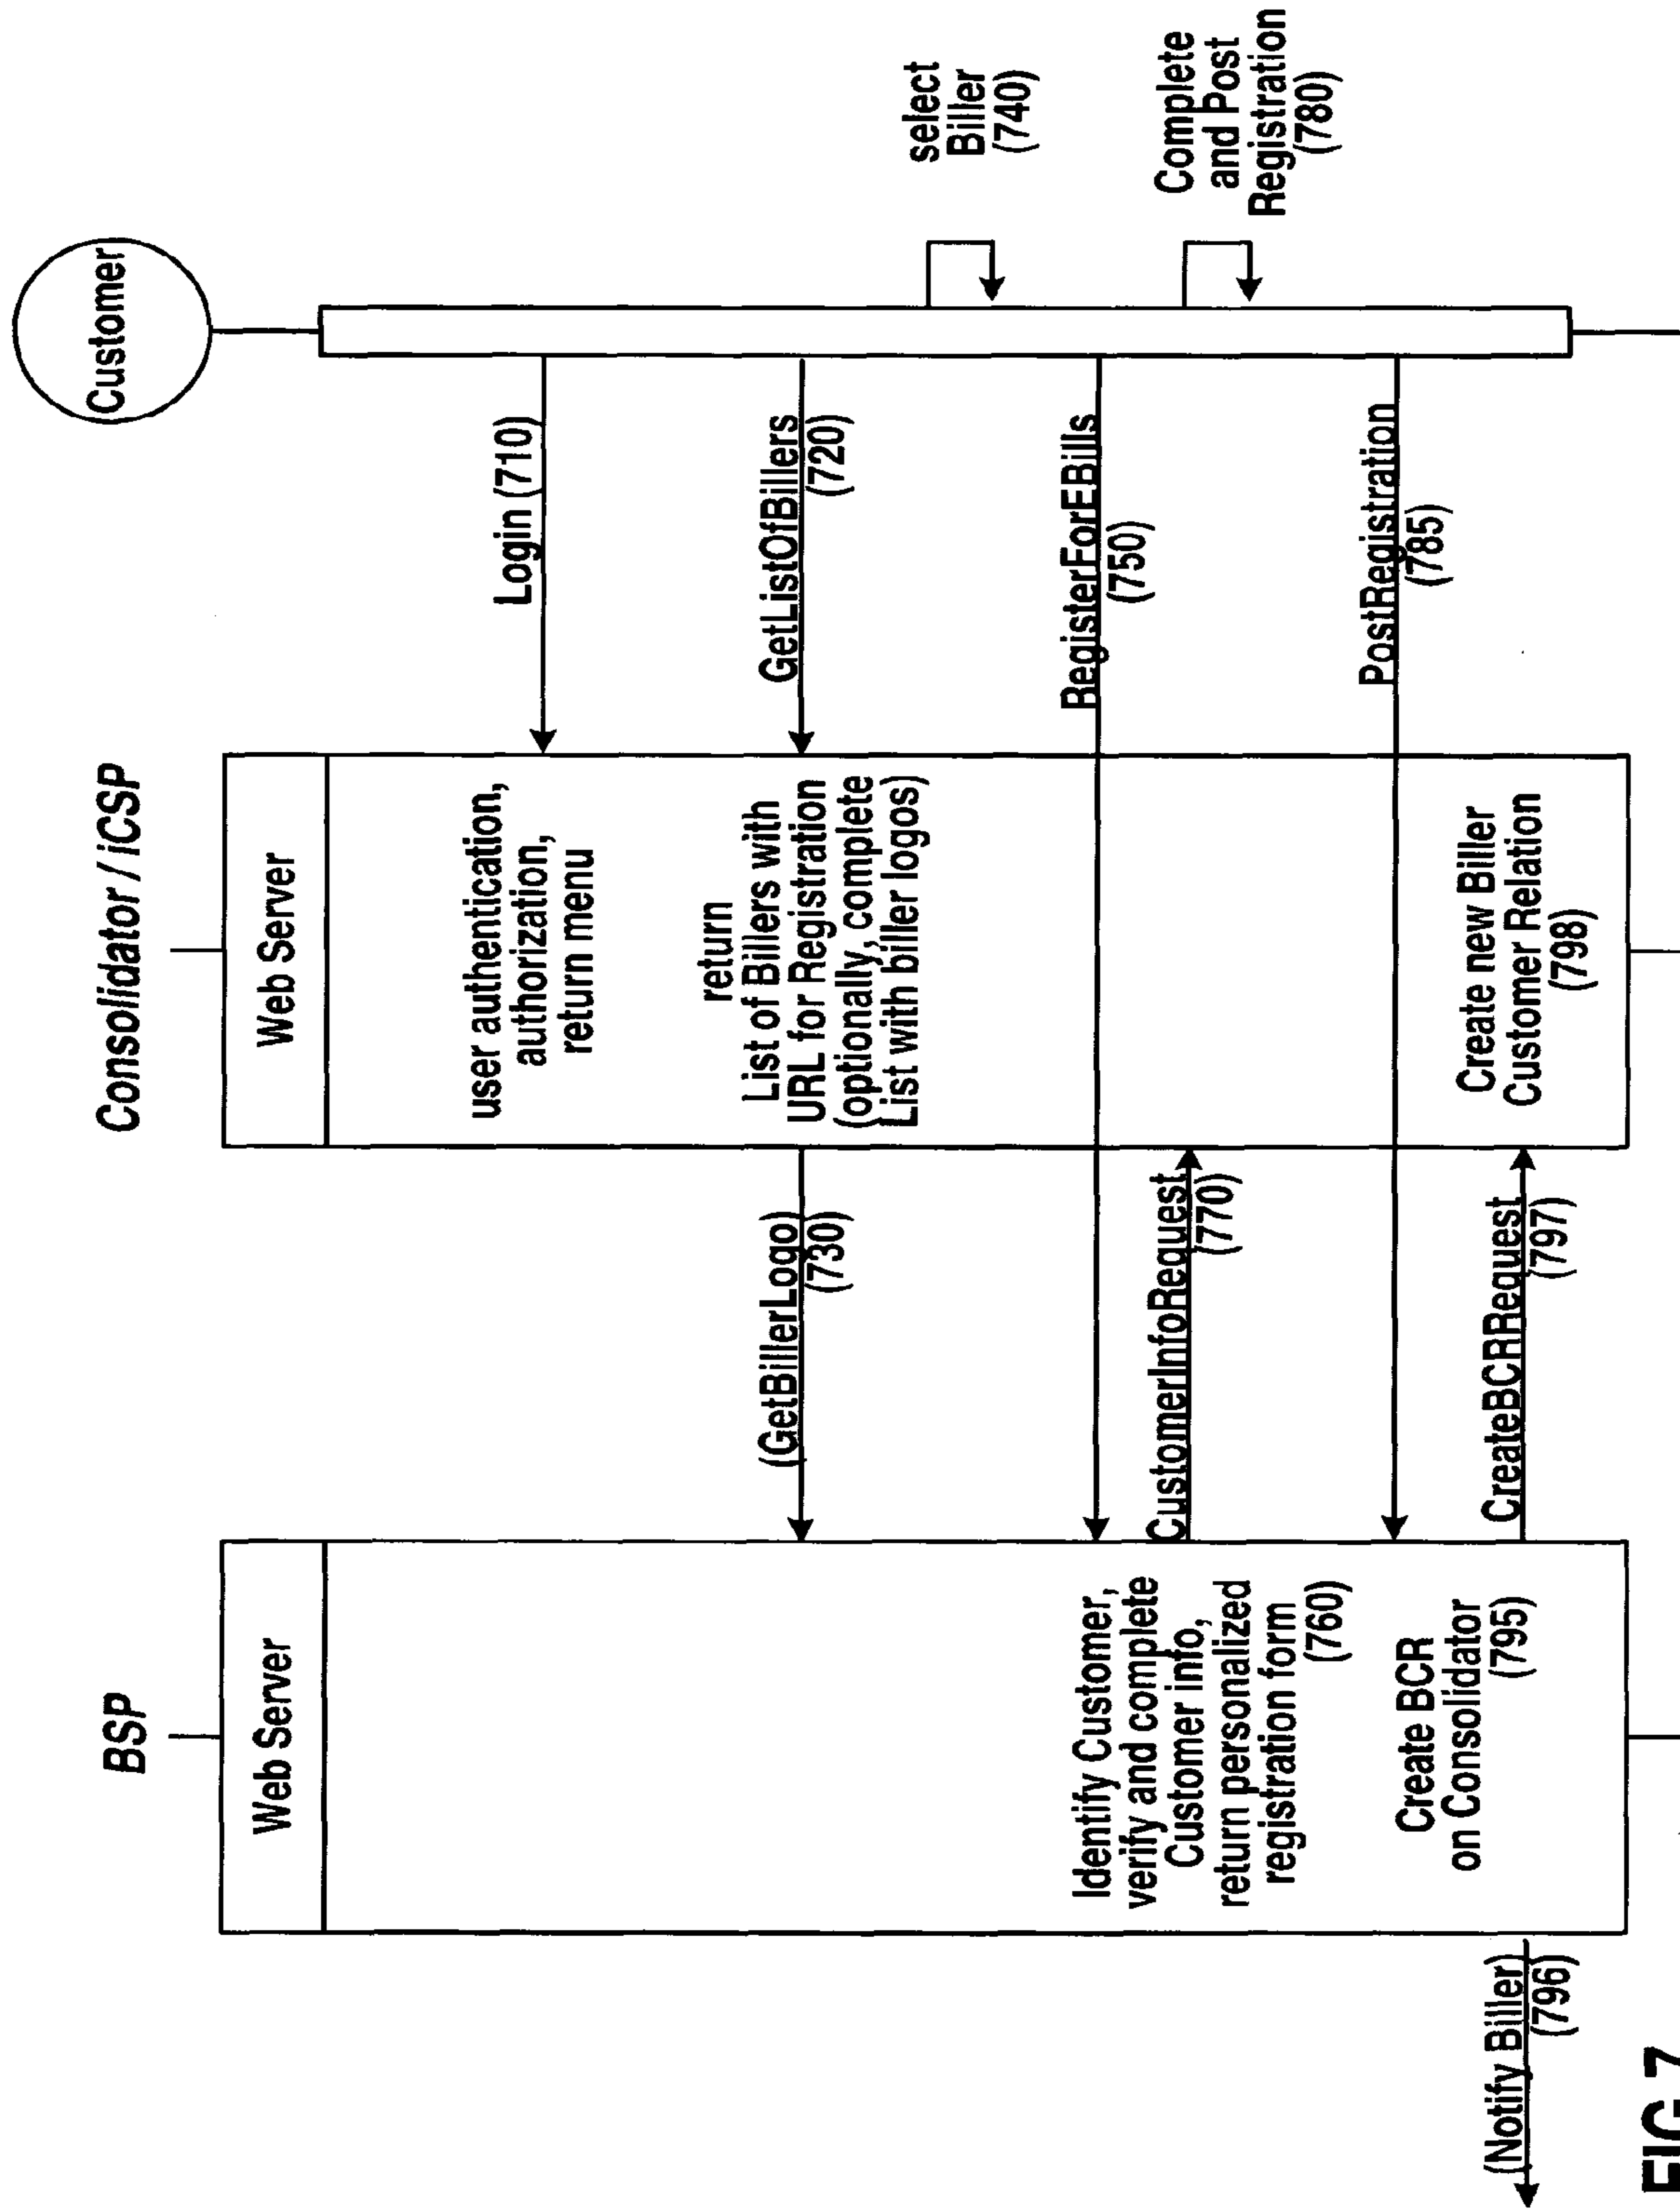 BSP
Consolidator / iCSP
Customer
Web Server
Web Server
Login (710)
user authentication,
authorization,
return menu
GetListOfBillers
(720)
return
List of Billers with
URL for Registration
(optionally, complete
List with biller logos)
(GetBillerLogo)
(730)
select
Biller
(740)
RegisterForEBills
(750)
Identify Customer,
verify and complete
Customer info,
return personalized
registration form
(760)
CustomerInfoRequest
(770)
Complete
and Post
Registration
(780)
PostRegistration
(785)
Create BCR
on Consolidator
(795)
(Notify Biller)
(796)
CreateBCRRequest
(797)
Create new Biller
Customer Relation
(798)
FIG 7